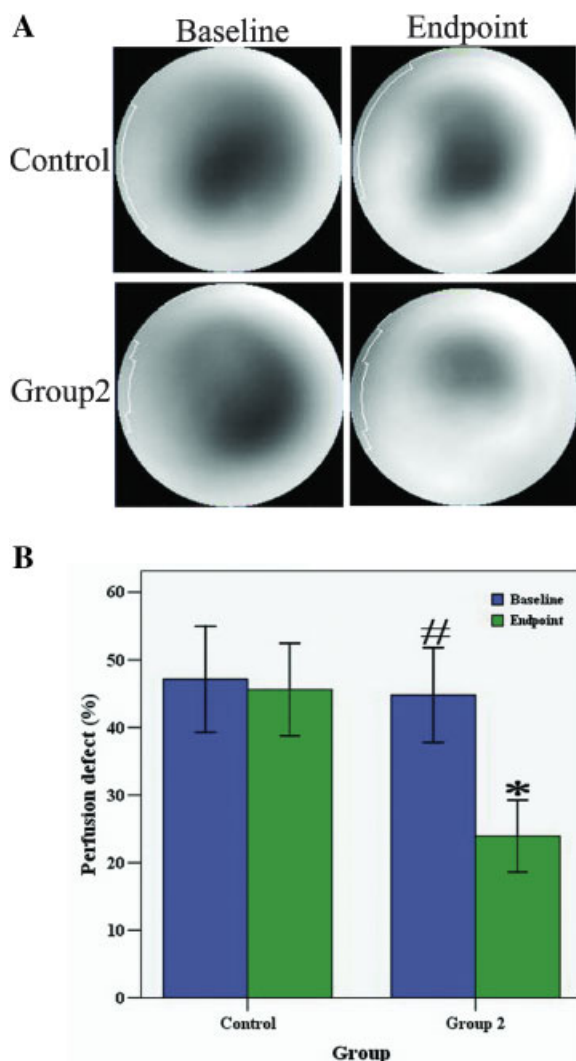 A
Baseline
Endpoint
Control
Group2
B
Perfusion defect (%)
60
50
40
30
20
10
0
Baseline
Endpoint
#
*
Control
Group 2
Group